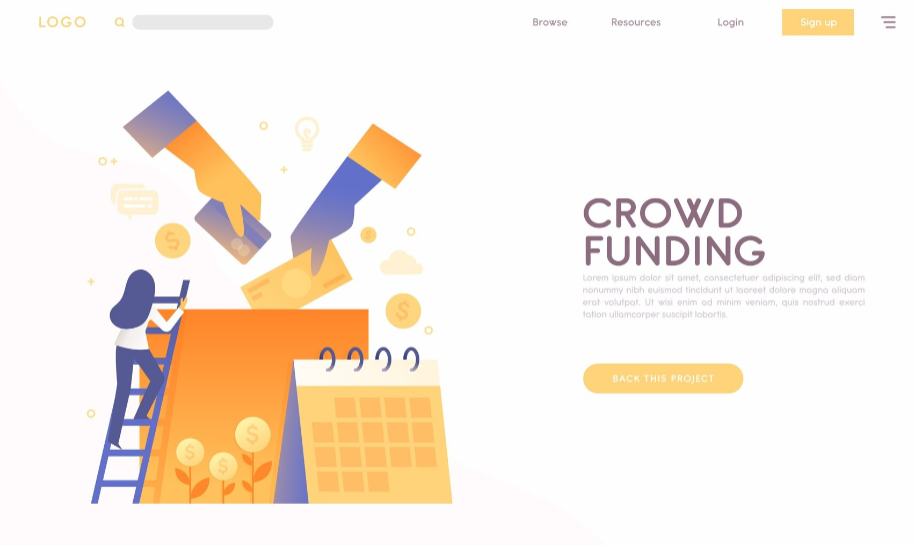 LOGO
Browse
Resources
Login
Sign up
CROWD
FUNDING
Lorem ipsum dolor sit amet, consectetuer adipiscing elit, sed diam
nonummy nibh euismod tincidunt ut laoreet dolore magna aliquam
erat volutpat. Ut wisi enim ad minim veniam, quis nostrud exerci
tation ullamcorper suscipit lobortis.
BACK THIS PROJECT
$
$
$
$
$
$